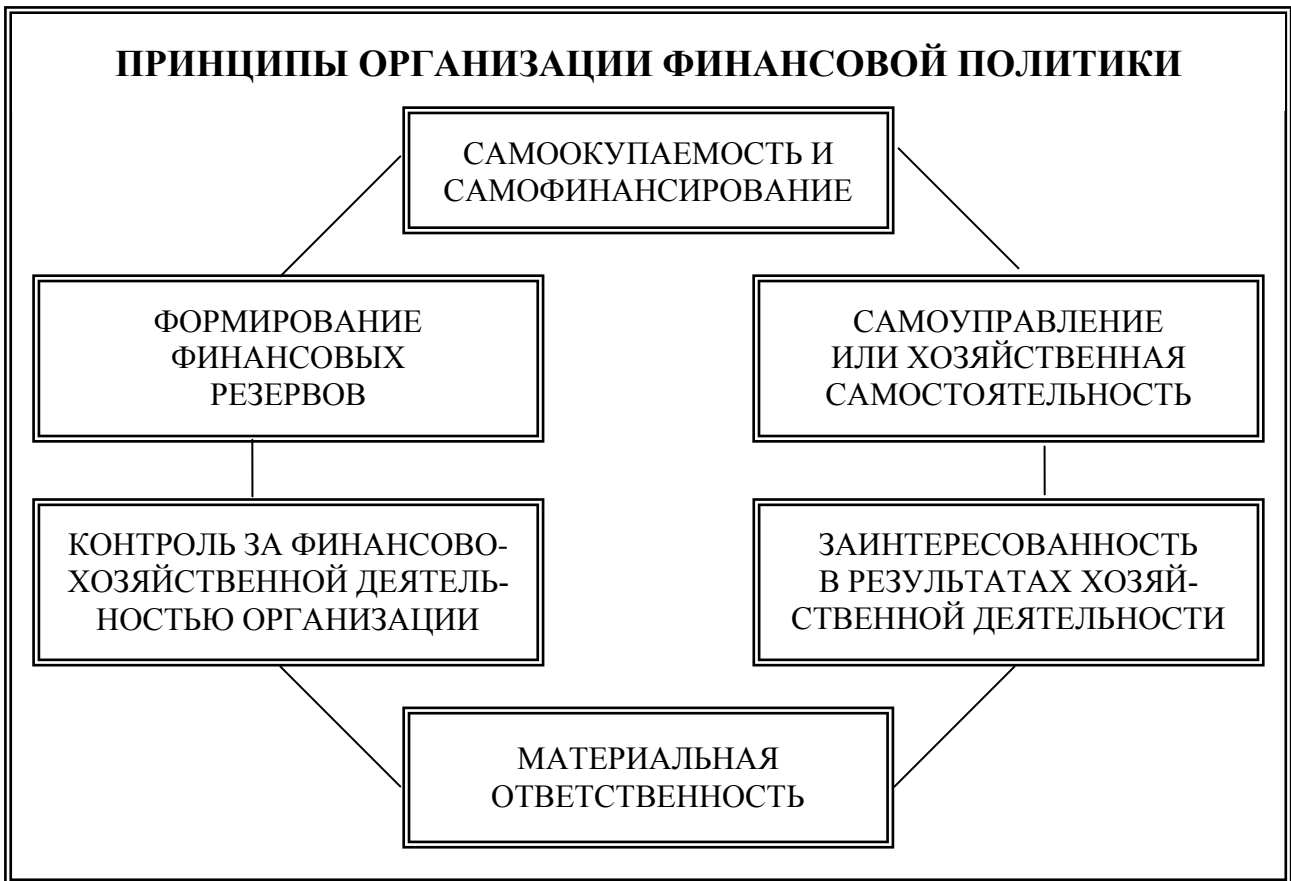 ПРИНЦИПЫ ОРГАНИЗАЦИИ ФИНАНСОВОЙ ПОЛИТИКИ
САМООКУПАЕМОСТЬ И
САМОФИНАНСИРОВАНИЕ
ФОРМИРОВАНИЕ
ФИНАНСОВЫХ
РЕЗЕРВОВ
САМОУПРАВЛЕНИЕ
ИЛИ ХОЗЯЙСТВЕННАЯ
САМОСТОЯТЕЛЬНОСТЬ
КОНТРОЛЬ ЗА ФИНАНСОВО-
ХОЗЯЙСТВЕННОЙ ДЕЯТЕЛЬ-
НОСТЬЮ ОРГАНИЗАЦИИ
ЗАИНТЕРЕСОВАННОСТЬ
В РЕЗУЛЬТАТАХ ХОЗЯЙ-
СТВЕННОЙ ДЕЯТЕЛЬНОСТИ
МАТЕРИАЛЬНАЯ
ОТВЕТСТВЕННОСТЬ